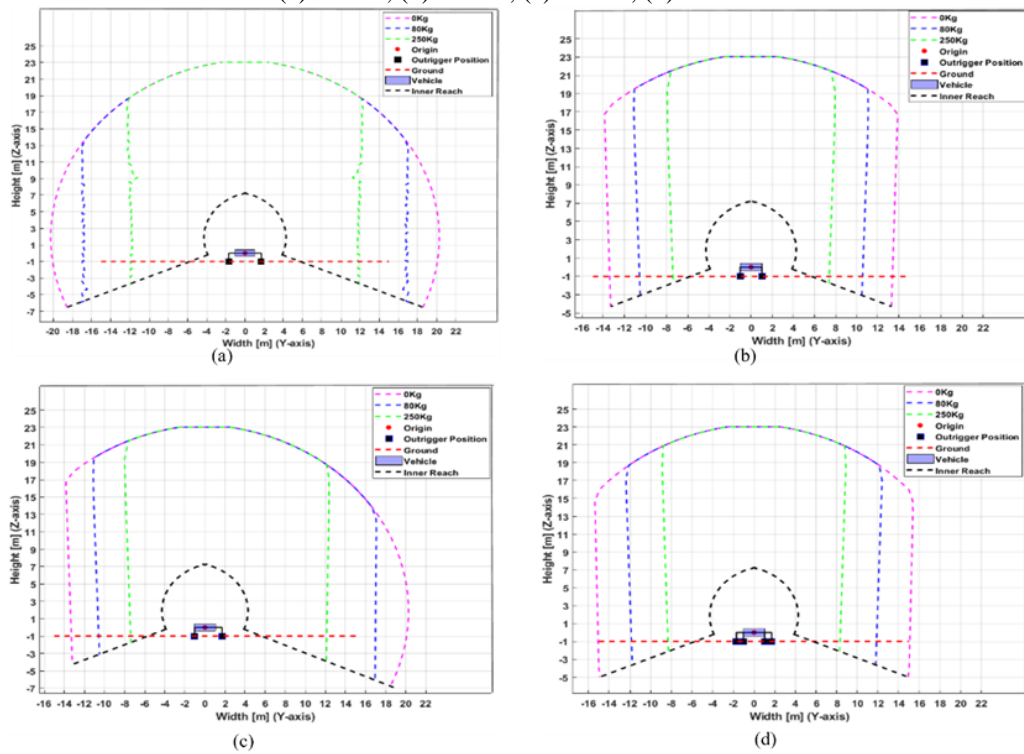 (a) , (b) , (c) , (d)
0Kg
80Kg
250Kg
Origin
Outrigger Position
Ground
Vehicle
Inner Reach
Height [m] (Z-axis)
25
23
21
19
17
15
13
11
9
7
5
3
1
-1
-3
-5
-7
-20 -18 -16 -14 -12 -10 -8 -6 -4 -2 0 2 4 6 8 10 12 14 16 18 20 22
Width [m] (Y-axis)
(a)
0Kg
80Kg
250Kg
Origin
Outrigger Position
Ground
Vehicle
Inner Reach
Height [m] (Z-axis)
25
23
21
19
17
15
13
11
9
7
5
3
1
-1
-3
-5
-16 -14 -12 -10 -8 -6 -4 -2 0 2 4 6 8 10 12 14 16 18 20 22
Width [m] (Y-axis)
(b)
0Kg
80Kg
250Kg
Origin
Outrigger Position
Ground
Vehicle
Inner Reach
Height [m] (Z-axis)
25
23
21
19
17
15
13
11
9
7
5
3
1
-1
-3
-5
-7
-16 -14 -12 -10 -8 -6 -4 -2 0 2 4 6 8 10 12 14 16 18 20 22
Width [m] (Y-axis)
(c)
0Kg
80Kg
250Kg
Origin
Outrigger Position
Ground
Vehicle
Inner Reach
Height [m] (Z-axis)
25
23
21
19
17
15
13
11
9
7
5
3
1
-1
-3
-5
-16 -14 -12 -10 -8 -6 -4 -2 0 2 4 6 8 10 12 14 16 18 20 22
Width [m] (Y-axis)
(d)